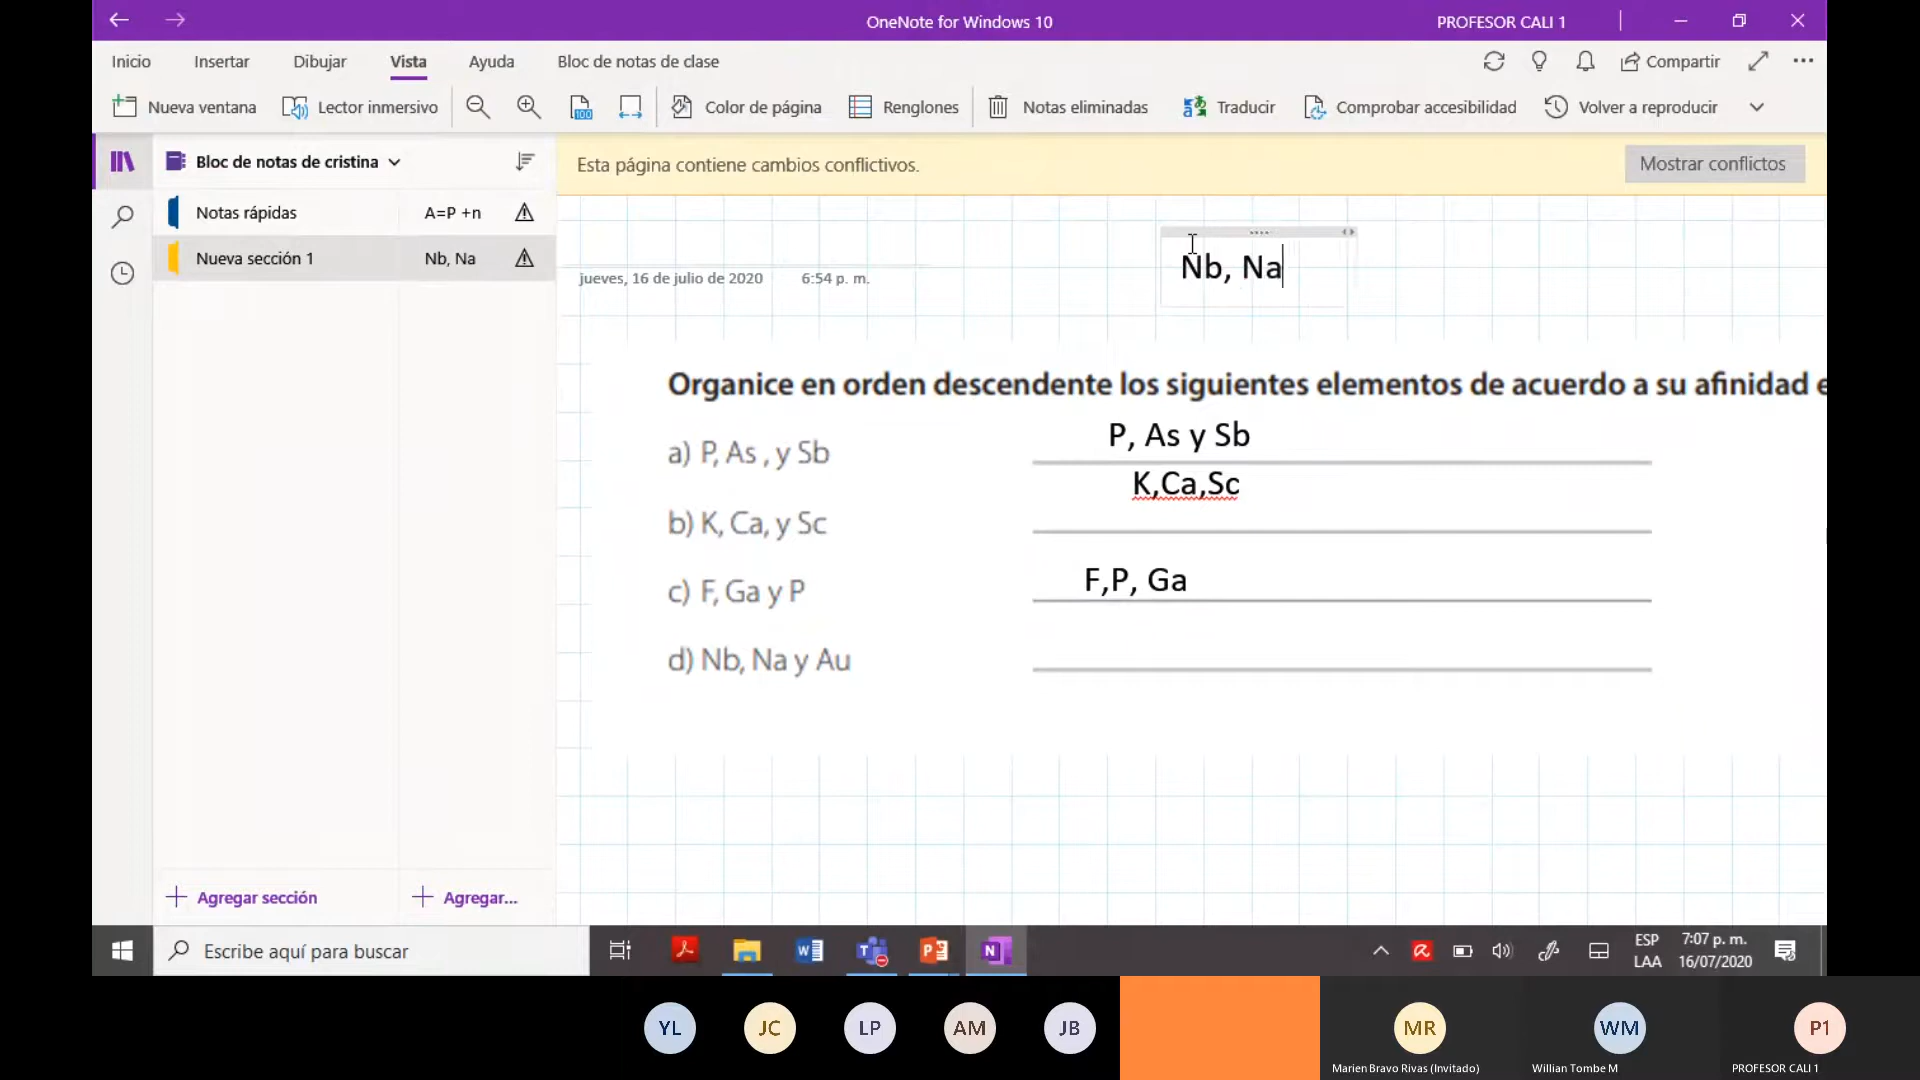 OneNote for Windows 10
PROFESOR CALI 1
Inicio
Insertar
Dibujar
Vista
Ayuda
Bloc de notas de clase
Compartir
Nueva ventana
Lector inmersivo
100
Color de página
Renglones
Notas eliminadas
Traducir
Comprobar accesibilidad
Volver a reproducir
Bloc de notas de cristina
Esta página contiene cambios conflictivos.
Mostrar conflictos
Notas rápidas
A=P +n
Nueva sección 1
Nb, Na
Nb, Na
jueves, 16 de julio de 2020 6:54 p. m.
Organice en orden descendente los siguientes elementos de acuerdo a su afinidad e
a) P, As , y Sb
P, As y Sb
b) K, Ca, y Sc
K,Ca,Sc
c) F, Ga y P
F,P, Ga
d) Nb, Na y Au
Agregar sección
Agregar...
Escribe aquí para buscar
ESP
LAA
7:07 p. m.
16/07/2020
YL
JC
LP
AM
JB
MR
WM
P1
Marien Bravo Rivas (Invitado)
Willian Tombe M
PROFESOR CALI 1